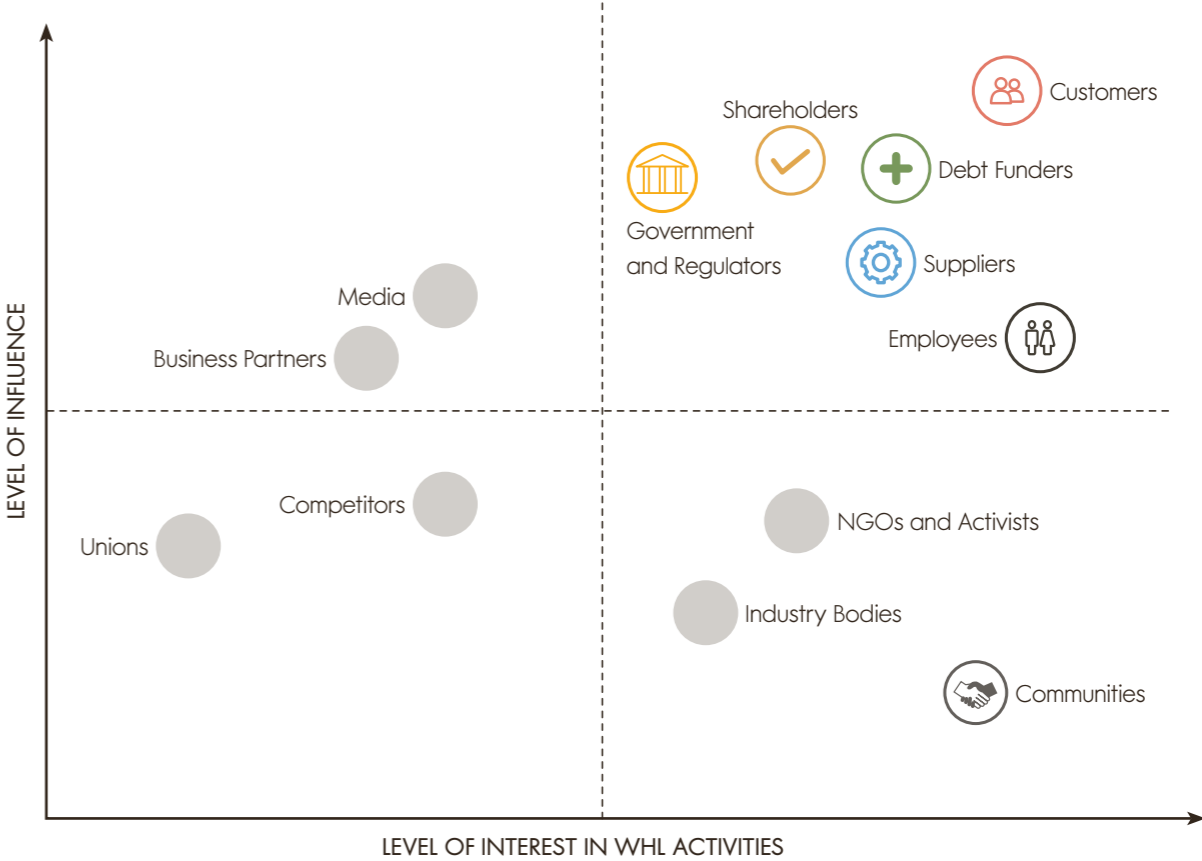 Customers
Shareholders
Debt Funders
Government
and Regulators
Suppliers
Media
Employees
Business Partners
LEVEL OF INFLUENCE
Competitors
NGOs and Activists
Unions
Industry Bodies
Communities
LEVEL OF INTEREST IN WHL ACTIVITIES